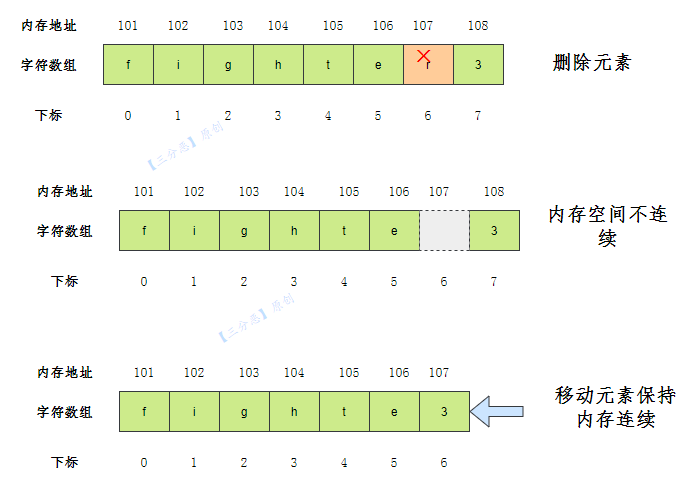 内存地址 101 102 103 104 105 106 107 108
字符数组 f i g h t e r 3 删除元素
下标 0 1 2 3 4 5 6 7
【三分恶】原创
内存地址 101 102 103 104 105 106 107 108
字符数组 f i g h t e 3 内存空间不连
续
下标 0 1 2 3 4 5 6 7
【三分恶】原创
内存地址 101 102 103 104 105 106 107
字符数组 f i g h t e 3 移动元素保持
内存连续
下标 0 1 2 3 4 5 6